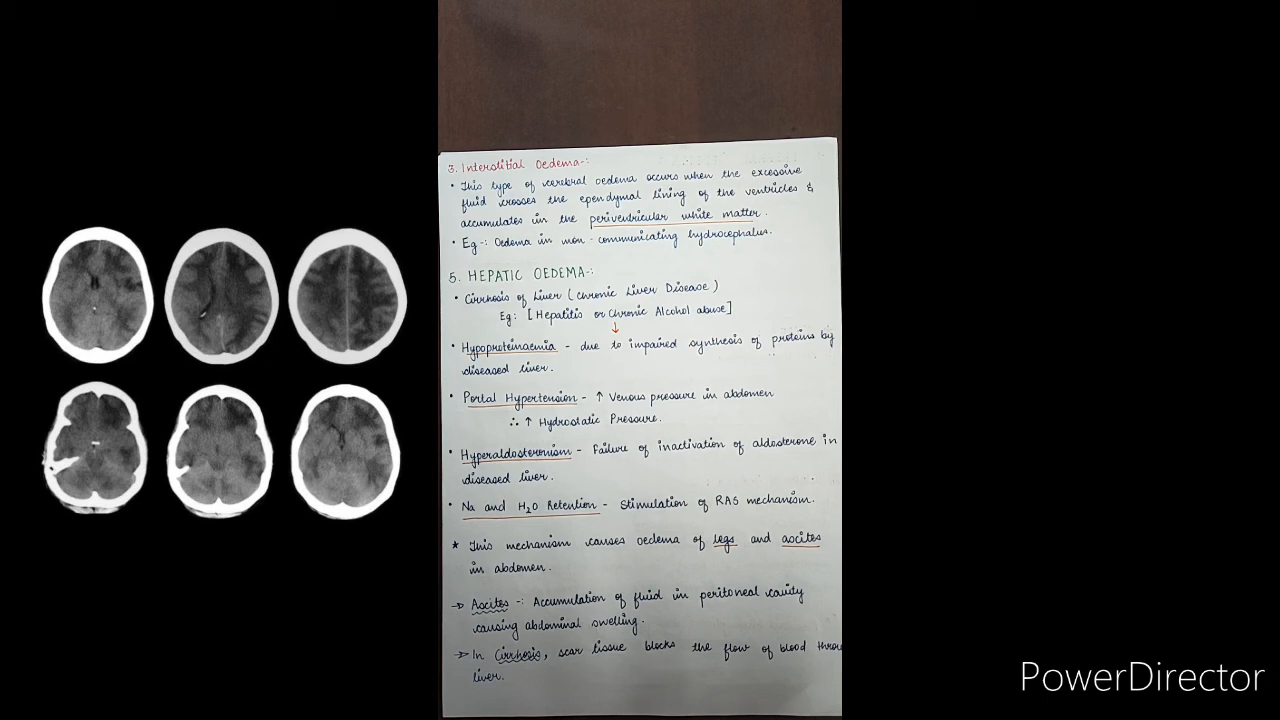 3. Interstitial Oedema-:
• This type of cerebral oedema occurs when the excessive
fluid crosses the ependymal lining of the ventricles &
accumulates in the periventricular white matter.
• Eg-: Oedema in non-communicating hydrocephalus.
5. HEPATIC OEDEMA-:
• Cirrhosis of Liver (Chronic Liver Disease)
Eg: [Hepatitis or Chronic Alcohol abuse]
↓
• Hypoproteinaemia - due to impaired synthesis of proteins by
diseased liver.
• Portal Hypertension - ↑ Venous pressure in abdomen
∴ ↑ Hydrostatic Pressure.
• Hyperaldosteronism - Failure of inactivation of aldosterone in
diseased liver.
• Na and H₂O Retention - Stimulation of RAS mechanism.
* This mechanism causes oedema of legs and ascites
in abdomen.
→ Ascites -: Accumulation of fluid in peritoneal cavity
causing abdominal swelling.
→ In Cirrhosis, scar tissue blocks the flow of blood throu
liver.
PowerDirector